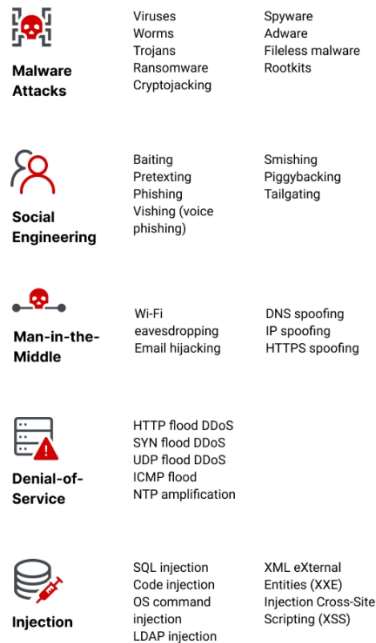 Malware
Attacks
Viruses
Worms
Trojans
Ransomware
Cryptojacking
Spyware
Adware
Fileless malware
Rootkits
Social
Engineering
Baiting
Pretexting
Phishing
Vishing (voice
phishing)
Smishing
Piggybacking
Tailgating
Man-in-the-
Middle
Wi-Fi
eavesdropping
Email hijacking
DNS spoofing
IP spoofing
HTTPS spoofing
Denial-of-
Service
HTTP flood DDoS
SYN flood DDoS
UDP flood DDoS
ICMP flood
NTP amplification
Injection
SQL injection
Code injection
OS command
injection
LDAP injection
XML eXternal
Entities (XXE)
Injection Cross-Site
Scripting (XSS)